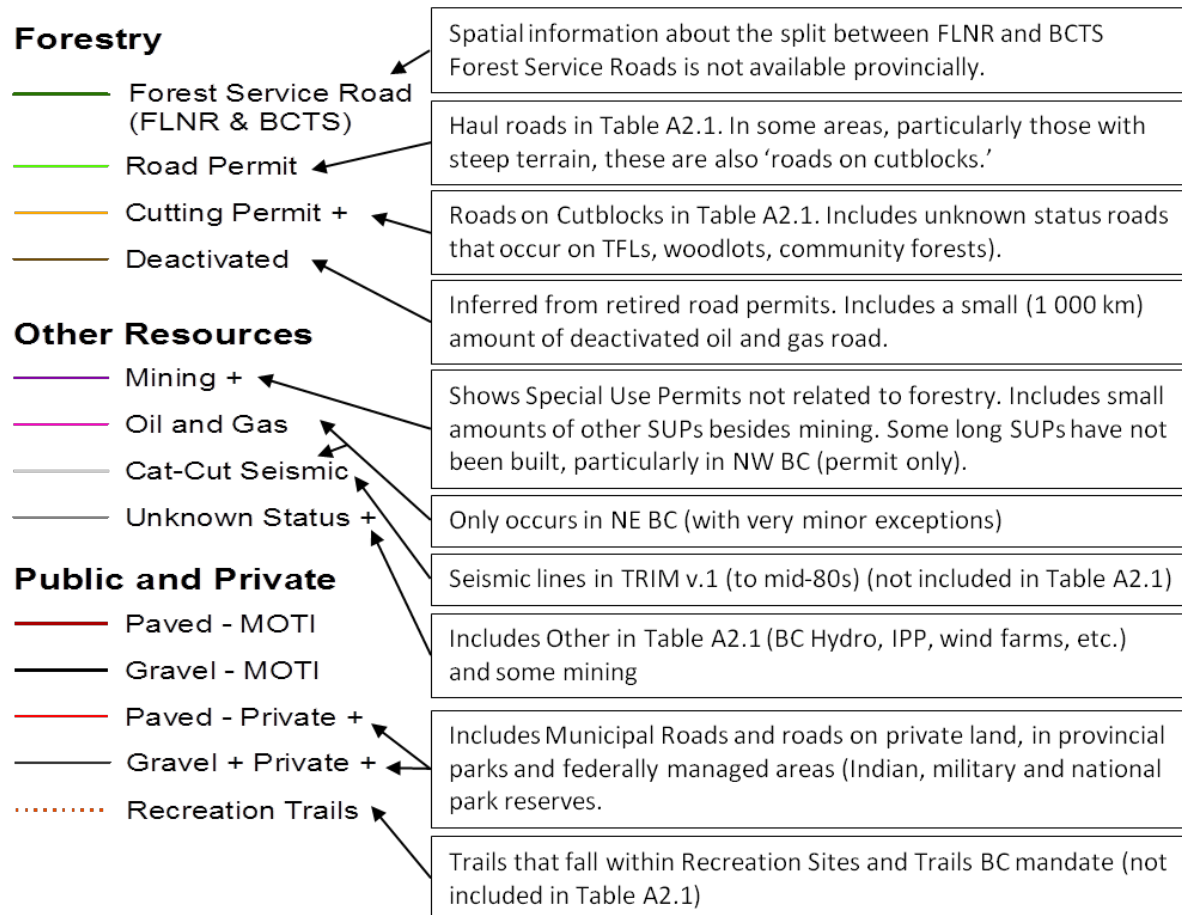 Forestry
Forest Service Road
(FLNR & BCTS)
Road Permit
Cutting Permit +
Deactivated
Other Resources
Mining +
Oil and Gas
Cat-Cut Seismic
Unknown Status +
Public and Private
Paved - MOTI
Gravel - MOTI
Paved - Private +
Gravel + Private +
Recreation Trails
Spatial information about the split between FLNR and BCTS
Forest Service Roads is not available provincially.
Haul roads in Table A2.1. In some areas, particularly those with
steep terrain, these are also ‘roads on cutblocks.’
Roads on Cutblocks in Table A2.1. Includes unknown status roads
that occur on TFLs, woodlots, community forests).
Inferred from retired road permits. Includes a small (1 000 km)
amount of deactivated oil and gas road.
Shows Special Use Permits not related to forestry. Includes small
amounts of other SUPs besides mining. Some long SUPs have not
been built, particularly in NW BC (permit only).
Only occurs in NE BC (with very minor exceptions)
Seismic lines in TRIM v.1 (to mid-80s) (not included in Table A2.1)
Includes Other in Table A2.1 (BC Hydro, IPP, wind farms, etc.)
and some mining
Includes Municipal Roads and roads on private land, in provincial
parks and federally managed areas (Indian, military and national
park reserves.
Trails that fall within Recreation Sites and Trails BC mandate (not
included in Table A2.1)